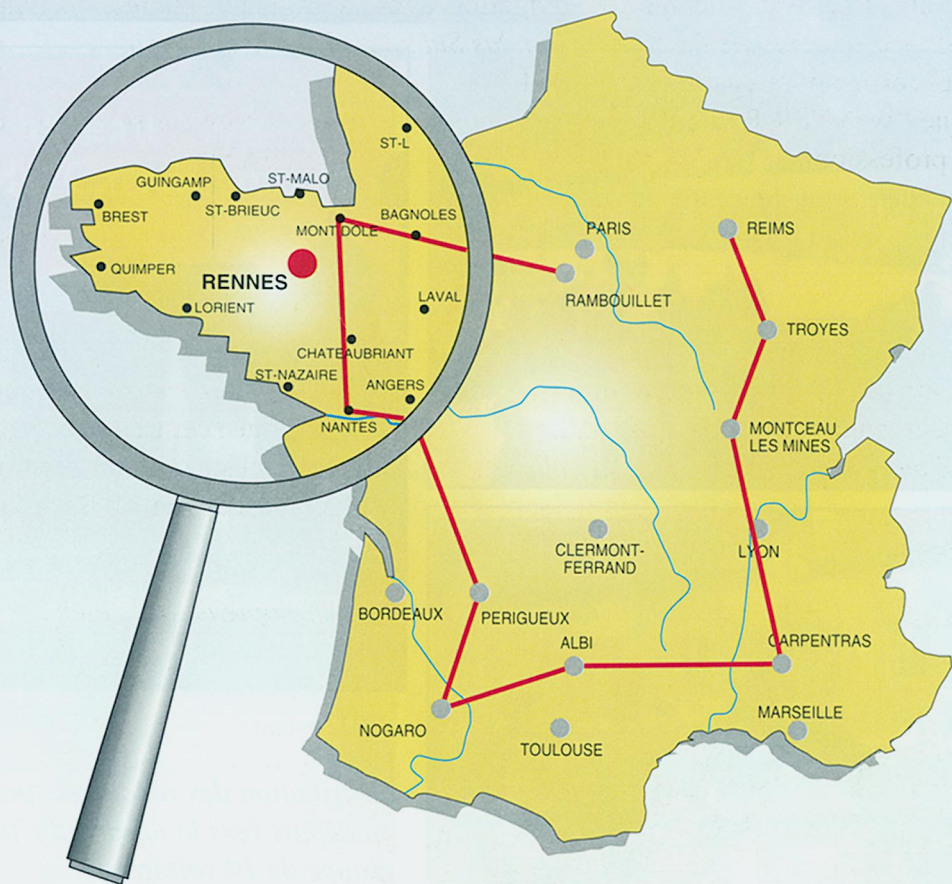 ST-L
GUINGAMP
ST-MALO
BREST
ST-BRIEUC
MONT DOLE
BAGNOLES
QUIMPER
RENNES
LORIENT
LAVAL
CHATEAUBRIANT
ST-NAZAIRE
ANGERS
NANTES
PARIS
REIMS
RAMBOUILLET
TROYES
MONTCEAU
LES MINES
CLERMONT-
FERRAND
LYON
BORDEAUX
PERIGUEUX
ALBI
CARPENTRAS
NOGARO
TOULOUSE
MARSEILLE